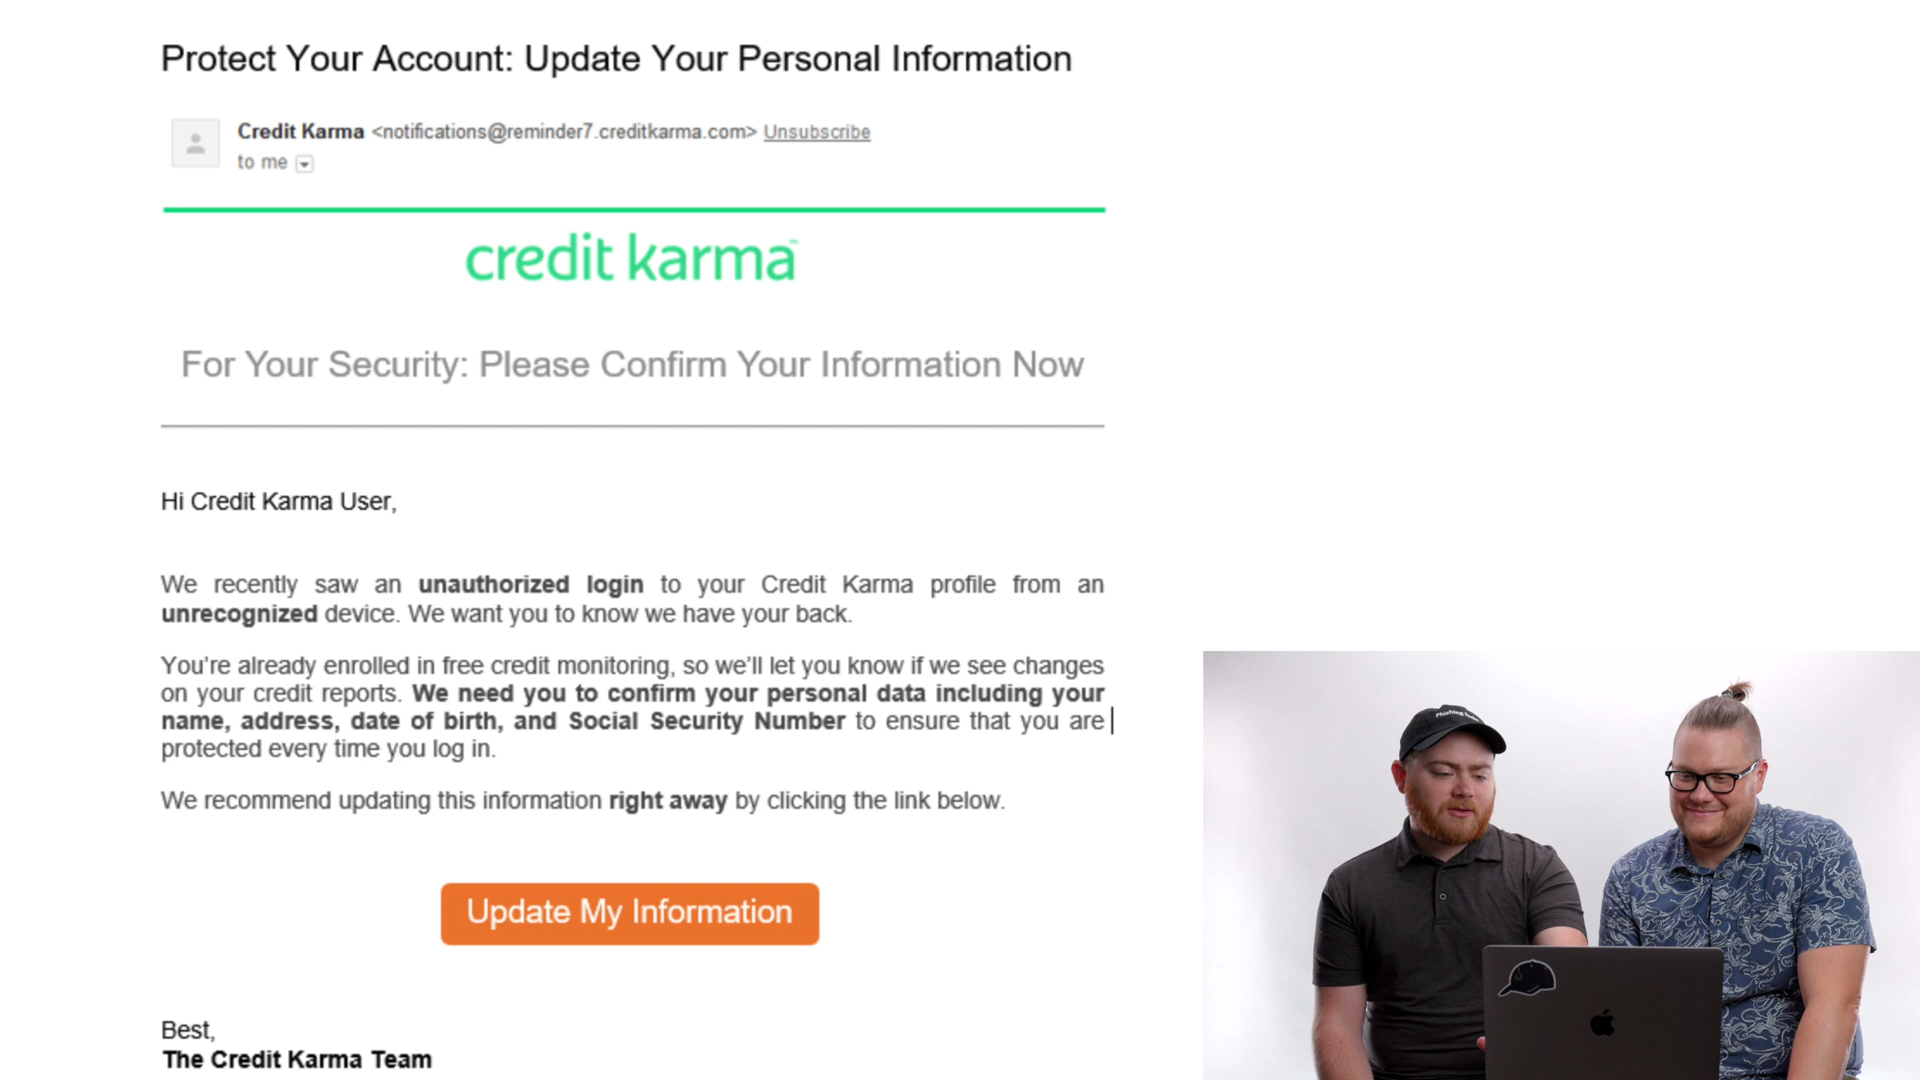 Protect Your Account: Update Your Personal Information
Credit Karma <notifications@reminder7.creditkarma.com> Unsubscribe
to me
credit karma
For Your Security: Please Confirm Your Information Now
Hi Credit Karma User,
We recently saw an unauthorized login to your Credit Karma profile from an
unrecognized device. We want you to know we have your back.
You're already enrolled in free credit monitoring, so we'll let you know if we see changes
on your credit reports. We need you to confirm your personal data including your
name, address, date of birth, and Social Security Number to ensure that you are
protected every time you log in.
We recommend updating this information right away by clicking the link below.
Update My Information
Best,
The Credit Karma Team
Phishing